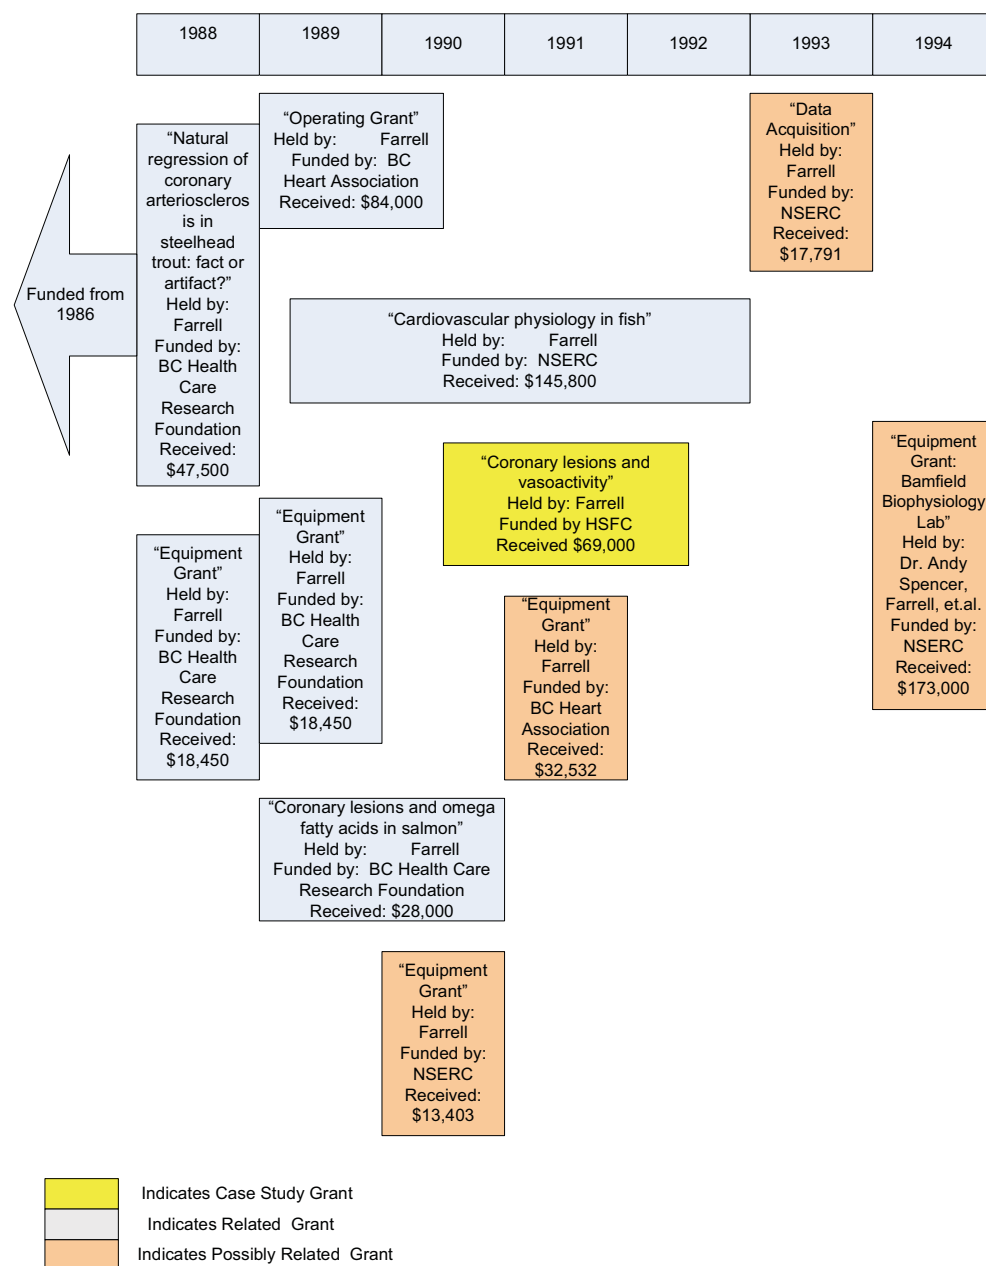 1988
1989
1990
1991
1992
1993
1994
Funded from
1986
“Natural
regression of
coronary
arterioscleros
is in
steelhead
trout: fact or
artifact?”
Held by:
Farrell
Funded by:
BC Health
Care
Research
Foundation
Received:
$47,500
“Operating Grant”
Held by: Farrell
Funded by: BC
Heart Association
Received: $84,000
“Data
Acquisition”
Held by:
Farrell
Funded by:
NSERC
Received:
$17,791
“Cardiovascular physiology in fish”
Held by: Farrell
Funded by: NSERC
Received: $145,800
“Coronary lesions and
vasoactivity”
Held by: Farrell
Funded by HSFC
Received $69,000
“Equipment
Grant:
Bamfield
Biophysiology
Lab”
Held by:
Dr. Andy
Spencer,
Farrell, et.al.
Funded by:
NSERC
Received:
$173,000
“Equipment
Grant”
Held by:
Farrell
Funded by:
BC Health
Care
Research
Foundation
Received:
$18,450
“Equipment
Grant”
Held by:
Farrell
Funded by:
BC Health
Care
Research
Foundation
Received:
$18,450
“Equipment
Grant”
Held by:
Farrell
Funded by:
BC Heart
Association
Received:
$32,532
“Coronary lesions and omega
fatty acids in salmon”
Held by: Farrell
Funded by: BC Health Care
Research Foundation
Received: $28,000
“Equipment
Grant”
Held by:
Farrell
Funded by:
NSERC
Received:
$13,403
Indicates Case Study Grant
Indicates Related Grant
Indicates Possibly Related Grant